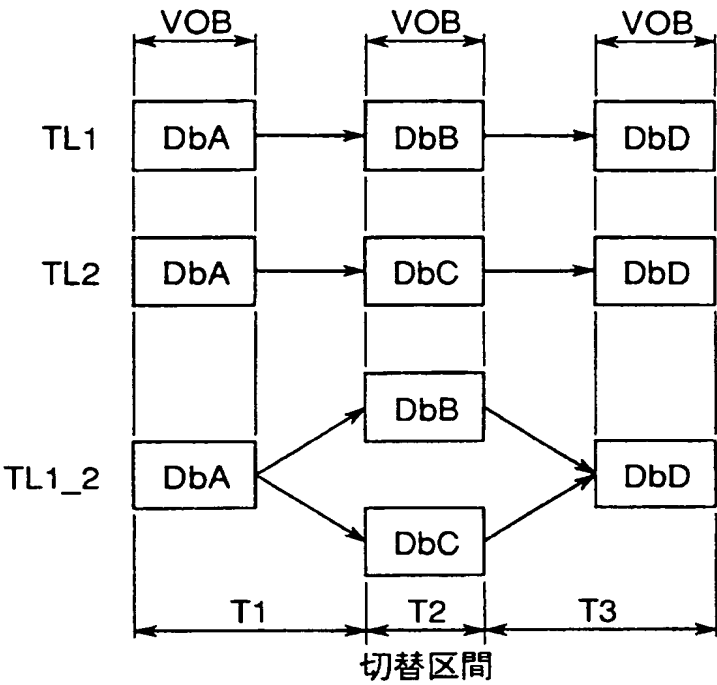 VOB VOB VOB
TL1 DbA DbB DbD
TL2 DbA DbC DbD
DbB
TL1_2 DbA DbD
DbC
T1 T2 T3
切替区間